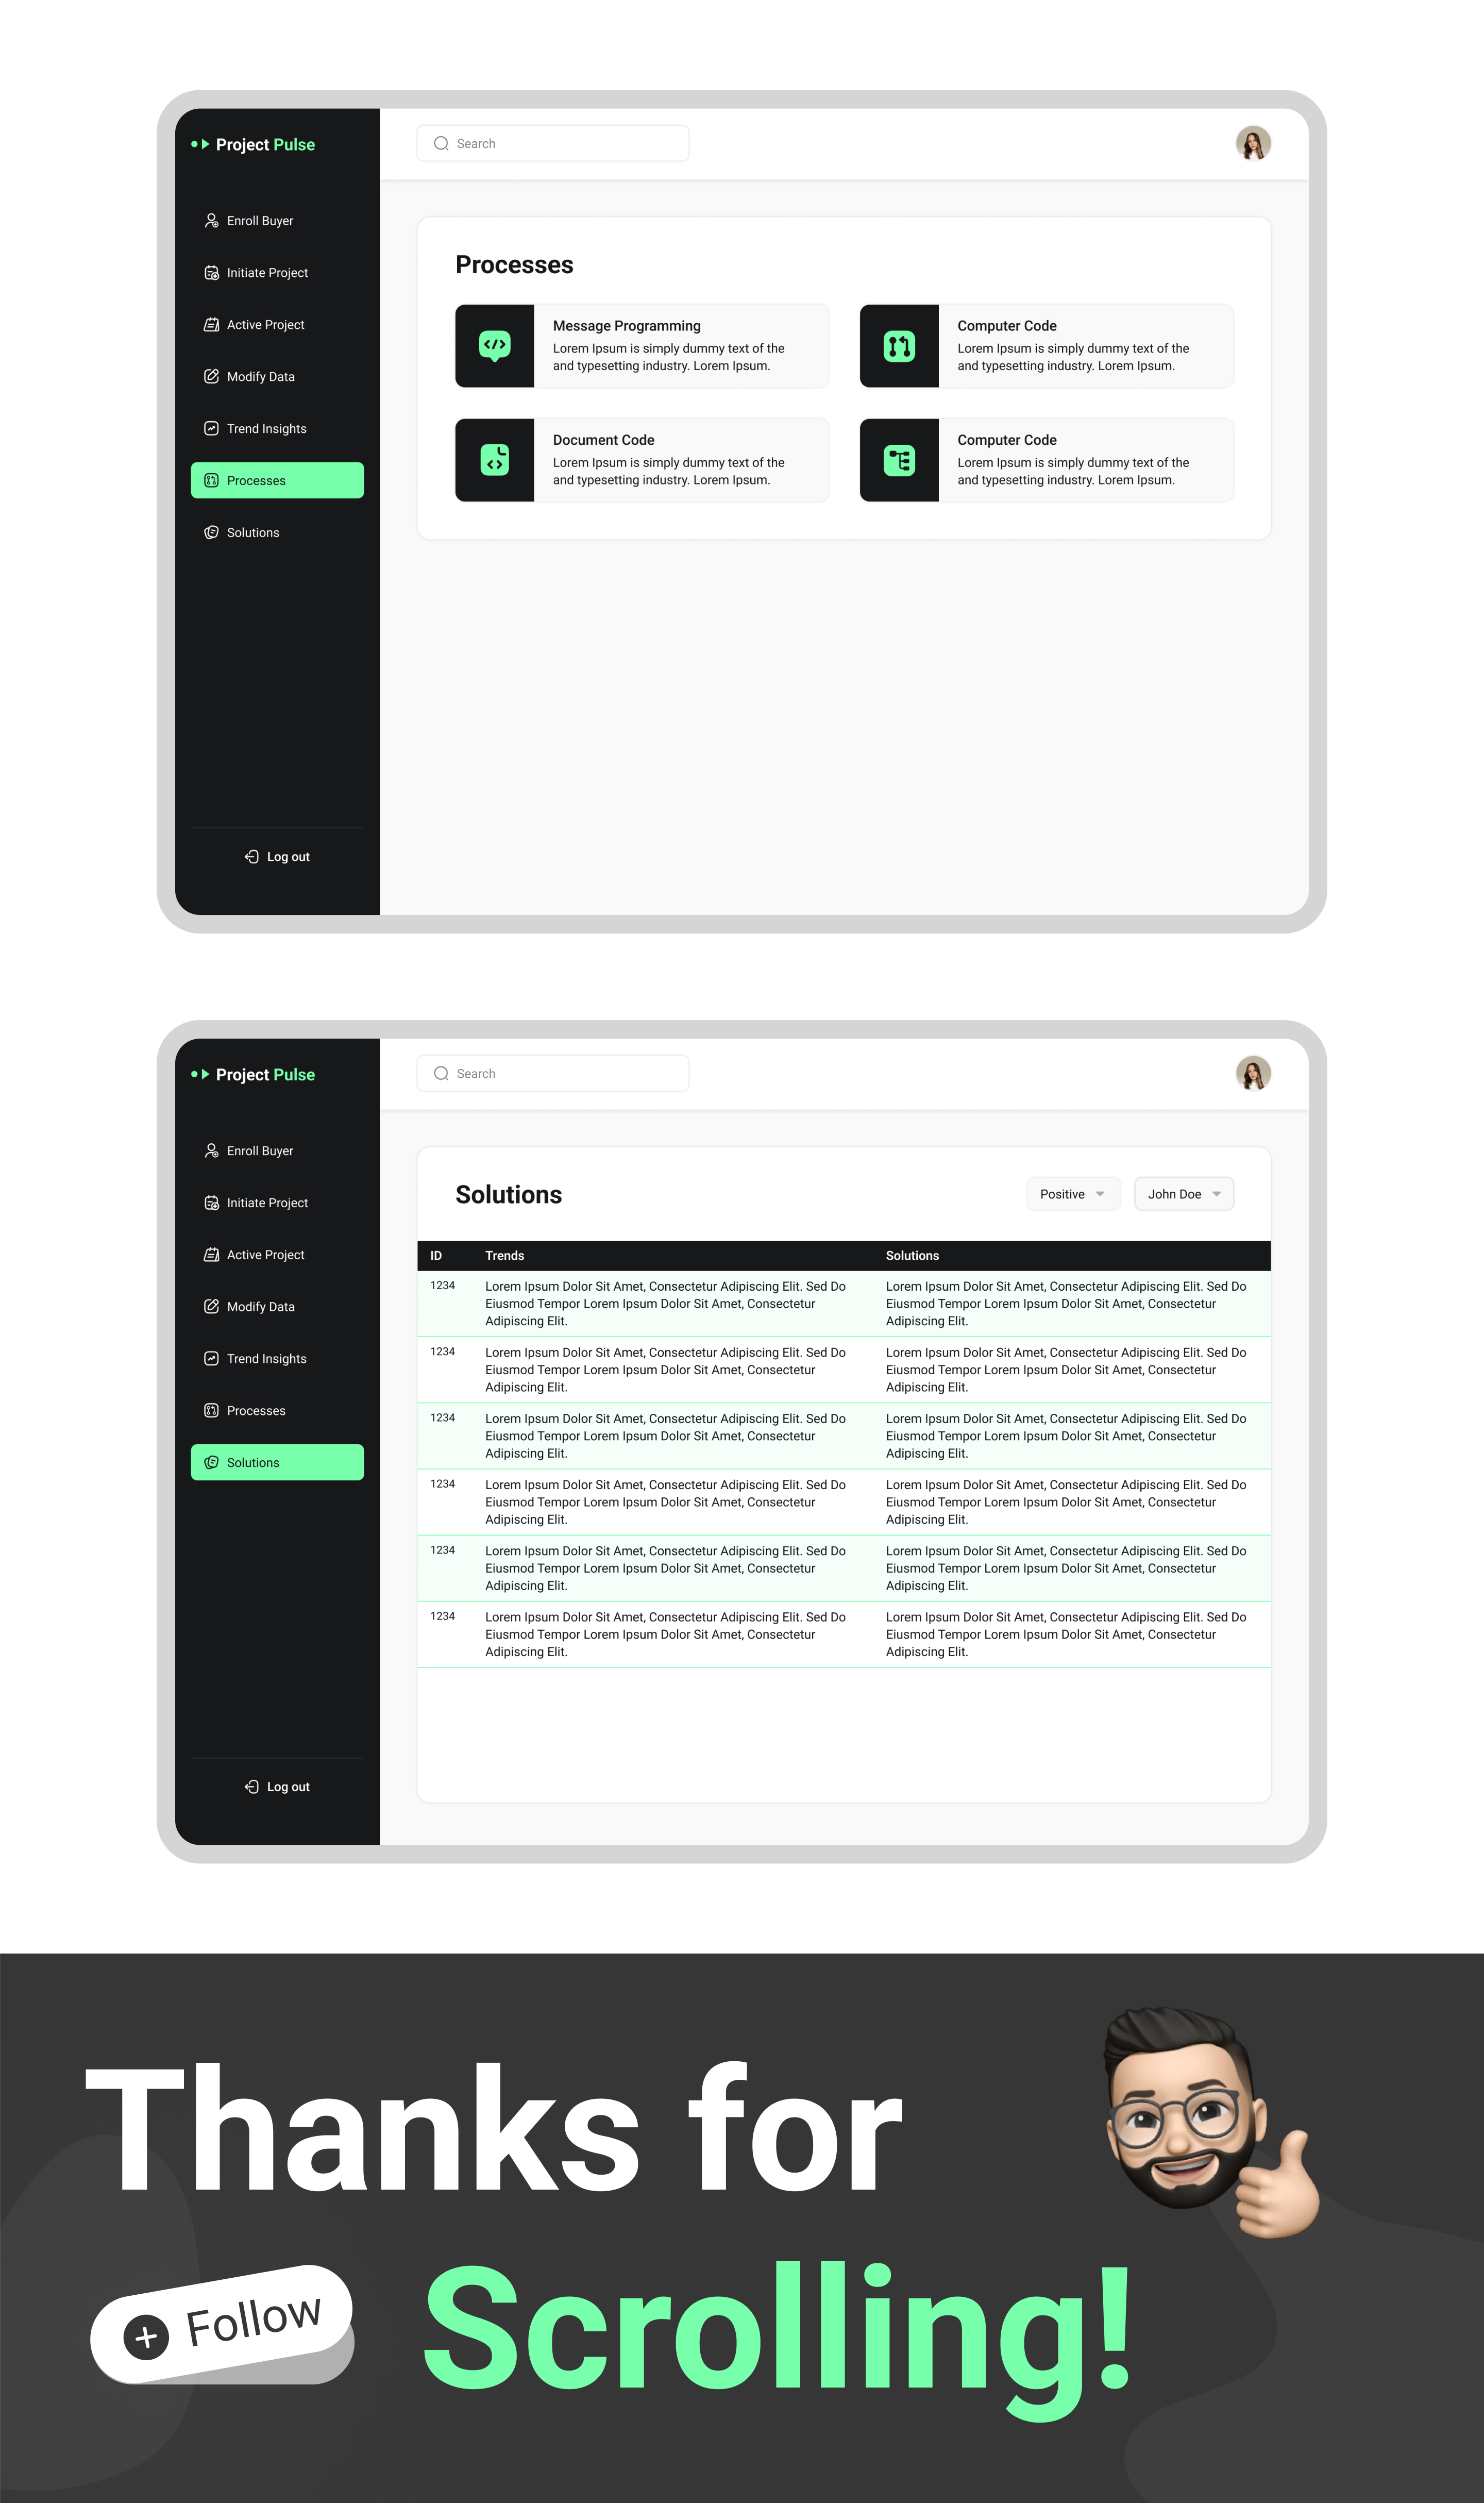 Project Pulse
Search
Enroll Buyer
Initiate Project
Active Project
Modify Data
Trend Insights
Processes
Solutions
Log out
Processes
Message Programming
Lorem Ipsum is simply dummy text of the
and typesetting industry. Lorem Ipsum.
Computer Code
Lorem Ipsum is simply dummy text of the
and typesetting industry. Lorem Ipsum.
Document Code
Lorem Ipsum is simply dummy text of the
and typesetting industry. Lorem Ipsum.
Computer Code
Lorem Ipsum is simply dummy text of the
and typesetting industry. Lorem Ipsum.
Project Pulse
Search
Enroll Buyer
Initiate Project
Active Project
Modify Data
Trend Insights
Processes
Solutions
Log out
Solutions
Positive
John Doe
ID Trends Solutions
1234
Lorem Ipsum Dolor Sit Amet, Consectetur Adipiscing Elit. Sed Do
Eiusmod Tempor Lorem Ipsum Dolor Sit Amet, Consectetur
Adipiscing Elit.
Lorem Ipsum Dolor Sit Amet, Consectetur Adipiscing Elit. Sed Do
Eiusmod Tempor Lorem Ipsum Dolor Sit Amet, Consectetur
Adipiscing Elit.
1234
Lorem Ipsum Dolor Sit Amet, Consectetur Adipiscing Elit. Sed Do
Eiusmod Tempor Lorem Ipsum Dolor Sit Amet, Consectetur
Adipiscing Elit.
Lorem Ipsum Dolor Sit Amet, Consectetur Adipiscing Elit. Sed Do
Eiusmod Tempor Lorem Ipsum Dolor Sit Amet, Consectetur
Adipiscing Elit.
1234
Lorem Ipsum Dolor Sit Amet, Consectetur Adipiscing Elit. Sed Do
Eiusmod Tempor Lorem Ipsum Dolor Sit Amet, Consectetur
Adipiscing Elit.
Lorem Ipsum Dolor Sit Amet, Consectetur Adipiscing Elit. Sed Do
Eiusmod Tempor Lorem Ipsum Dolor Sit Amet, Consectetur
Adipiscing Elit.
1234
Lorem Ipsum Dolor Sit Amet, Consectetur Adipiscing Elit. Sed Do
Eiusmod Tempor Lorem Ipsum Dolor Sit Amet, Consectetur
Adipiscing Elit.
Lorem Ipsum Dolor Sit Amet, Consectetur Adipiscing Elit. Sed Do
Eiusmod Tempor Lorem Ipsum Dolor Sit Amet, Consectetur
Adipiscing Elit.
1234
Lorem Ipsum Dolor Sit Amet, Consectetur Adipiscing Elit. Sed Do
Eiusmod Tempor Lorem Ipsum Dolor Sit Amet, Consectetur
Adipiscing Elit.
Lorem Ipsum Dolor Sit Amet, Consectetur Adipiscing Elit. Sed Do
Eiusmod Tempor Lorem Ipsum Dolor Sit Amet, Consectetur
Adipiscing Elit.
1234
Lorem Ipsum Dolor Sit Amet, Consectetur Adipiscing Elit. Sed Do
Eiusmod Tempor Lorem Ipsum Dolor Sit Amet, Consectetur
Adipiscing Elit.
Lorem Ipsum Dolor Sit Amet, Consectetur Adipiscing Elit. Sed Do
Eiusmod Tempor Lorem Ipsum Dolor Sit Amet, Consectetur
Adipiscing Elit.
Thanks for
Follow
Scrolling!